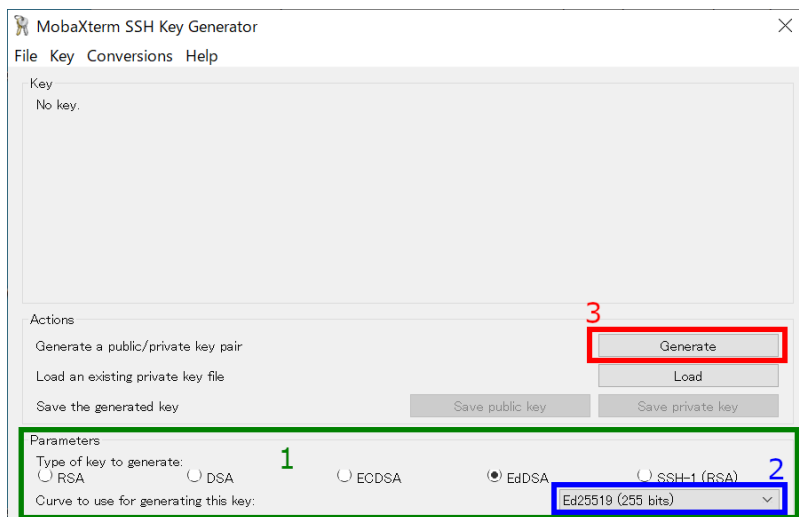 MobaXterm SSH Key Generator
File Key Conversions Help
Key
No key.
Actions
3
Generate a public/private key pair Generate
Load an existing private key file Load
Save the generated key Save public key Save private key
Parameters
1
Type of key to generate:
RSA DSA ECDSA EdDSA SSH-1 (RSA)
2
Curve to use for generating this key: Ed25519 (255 bits)